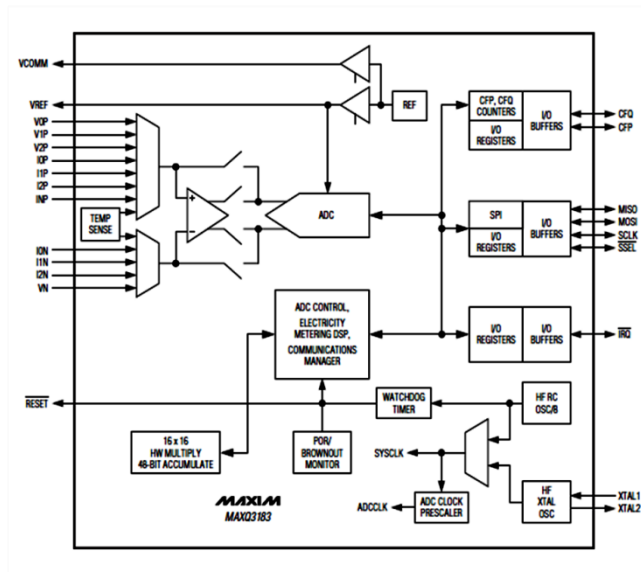 VCOMM
VREF
V0P
V1P
V2P
I0P
I1P
I2P
INP
TEMP
SENSE
I0N
I1N
I2N
VN
REF
ADC
CFP, CFQ
COUNTERS
I/O
REGISTERS
I/O
BUFFERS
CFQ
CFP
SPI
I/O
REGISTERS
I/O
BUFFERS
MISO
MOSI
SCLK
SSEL
ADC CONTROL,
ELECTRICITY
METERING DSP,
COMMUNICATIONS
MANAGER
I/O
REGISTERS
I/O
BUFFERS
IRQ
RESET
WATCHDOG
TIMER
HF RC
OSC/8
16 x 16
HW MULTIPLY
48-BIT ACCUMULATE
POR/
BROWNOUT
MONITOR
SYSCLK
ADCCLK
ADC CLOCK
PRESCALER
HF
XTAL
OSC
XTAL1
XTAL2
MAXIM
MAXQ3183